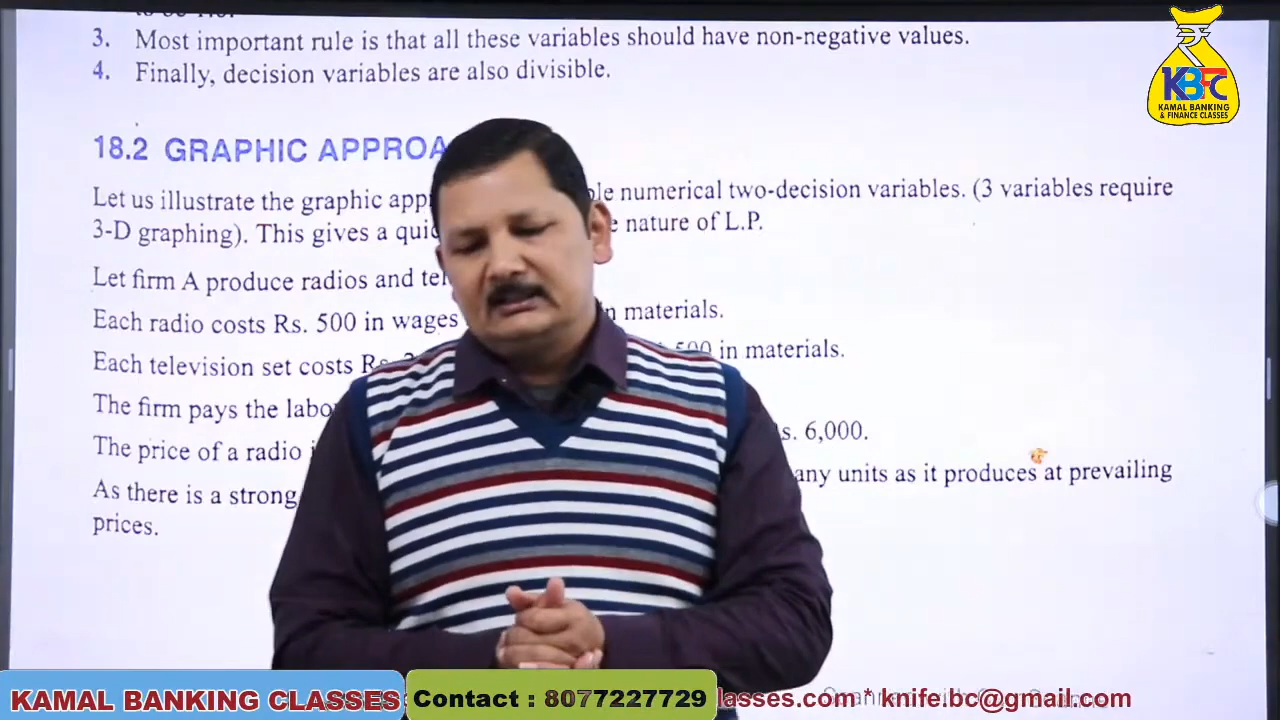 3. Most important rule is that all these variables should have non-negative values.
4. Finally, decision variables are also divisible.
KBFC
KAMAL BANKING
& FINANCE CLASSES
18.2 GRAPHIC APPROA
Let us illustrate the graphic app le numerical two-decision variables. (3 variables require
3-D graphing). This gives a quic nature of L.P.
Let firm A produce radios and tel
Each radio costs Rs. 500 in wages n materials.
Each television set costs 500 in materials.
The firm pays the labo s. 6,000.
The price of a radio any units as it produces at prevailing
As there is a strong
prices.
KAMAL BANKING CLASSES Contact : 8077227729 lasses.com * knife.bc@gmail.com